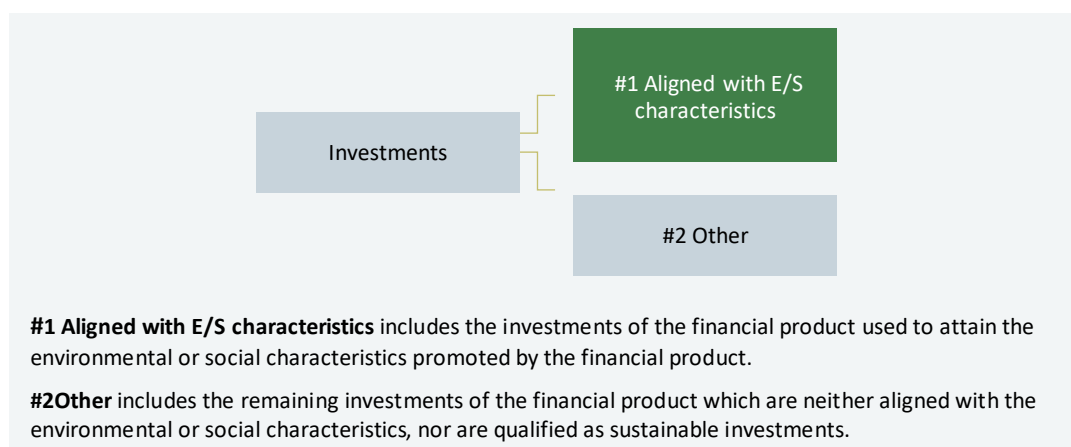 #1 Aligned with E/S
characteristics
Investments
#2 Other
#1 Aligned with E/S characteristics includes the investments of the financial product used to attain the
environmental or social characteristics promoted by the financial product.
#2Other includes the remaining investments of the financial product which are neither aligned with the
environmental or social characteristics, nor are qualified as sustainable investments.